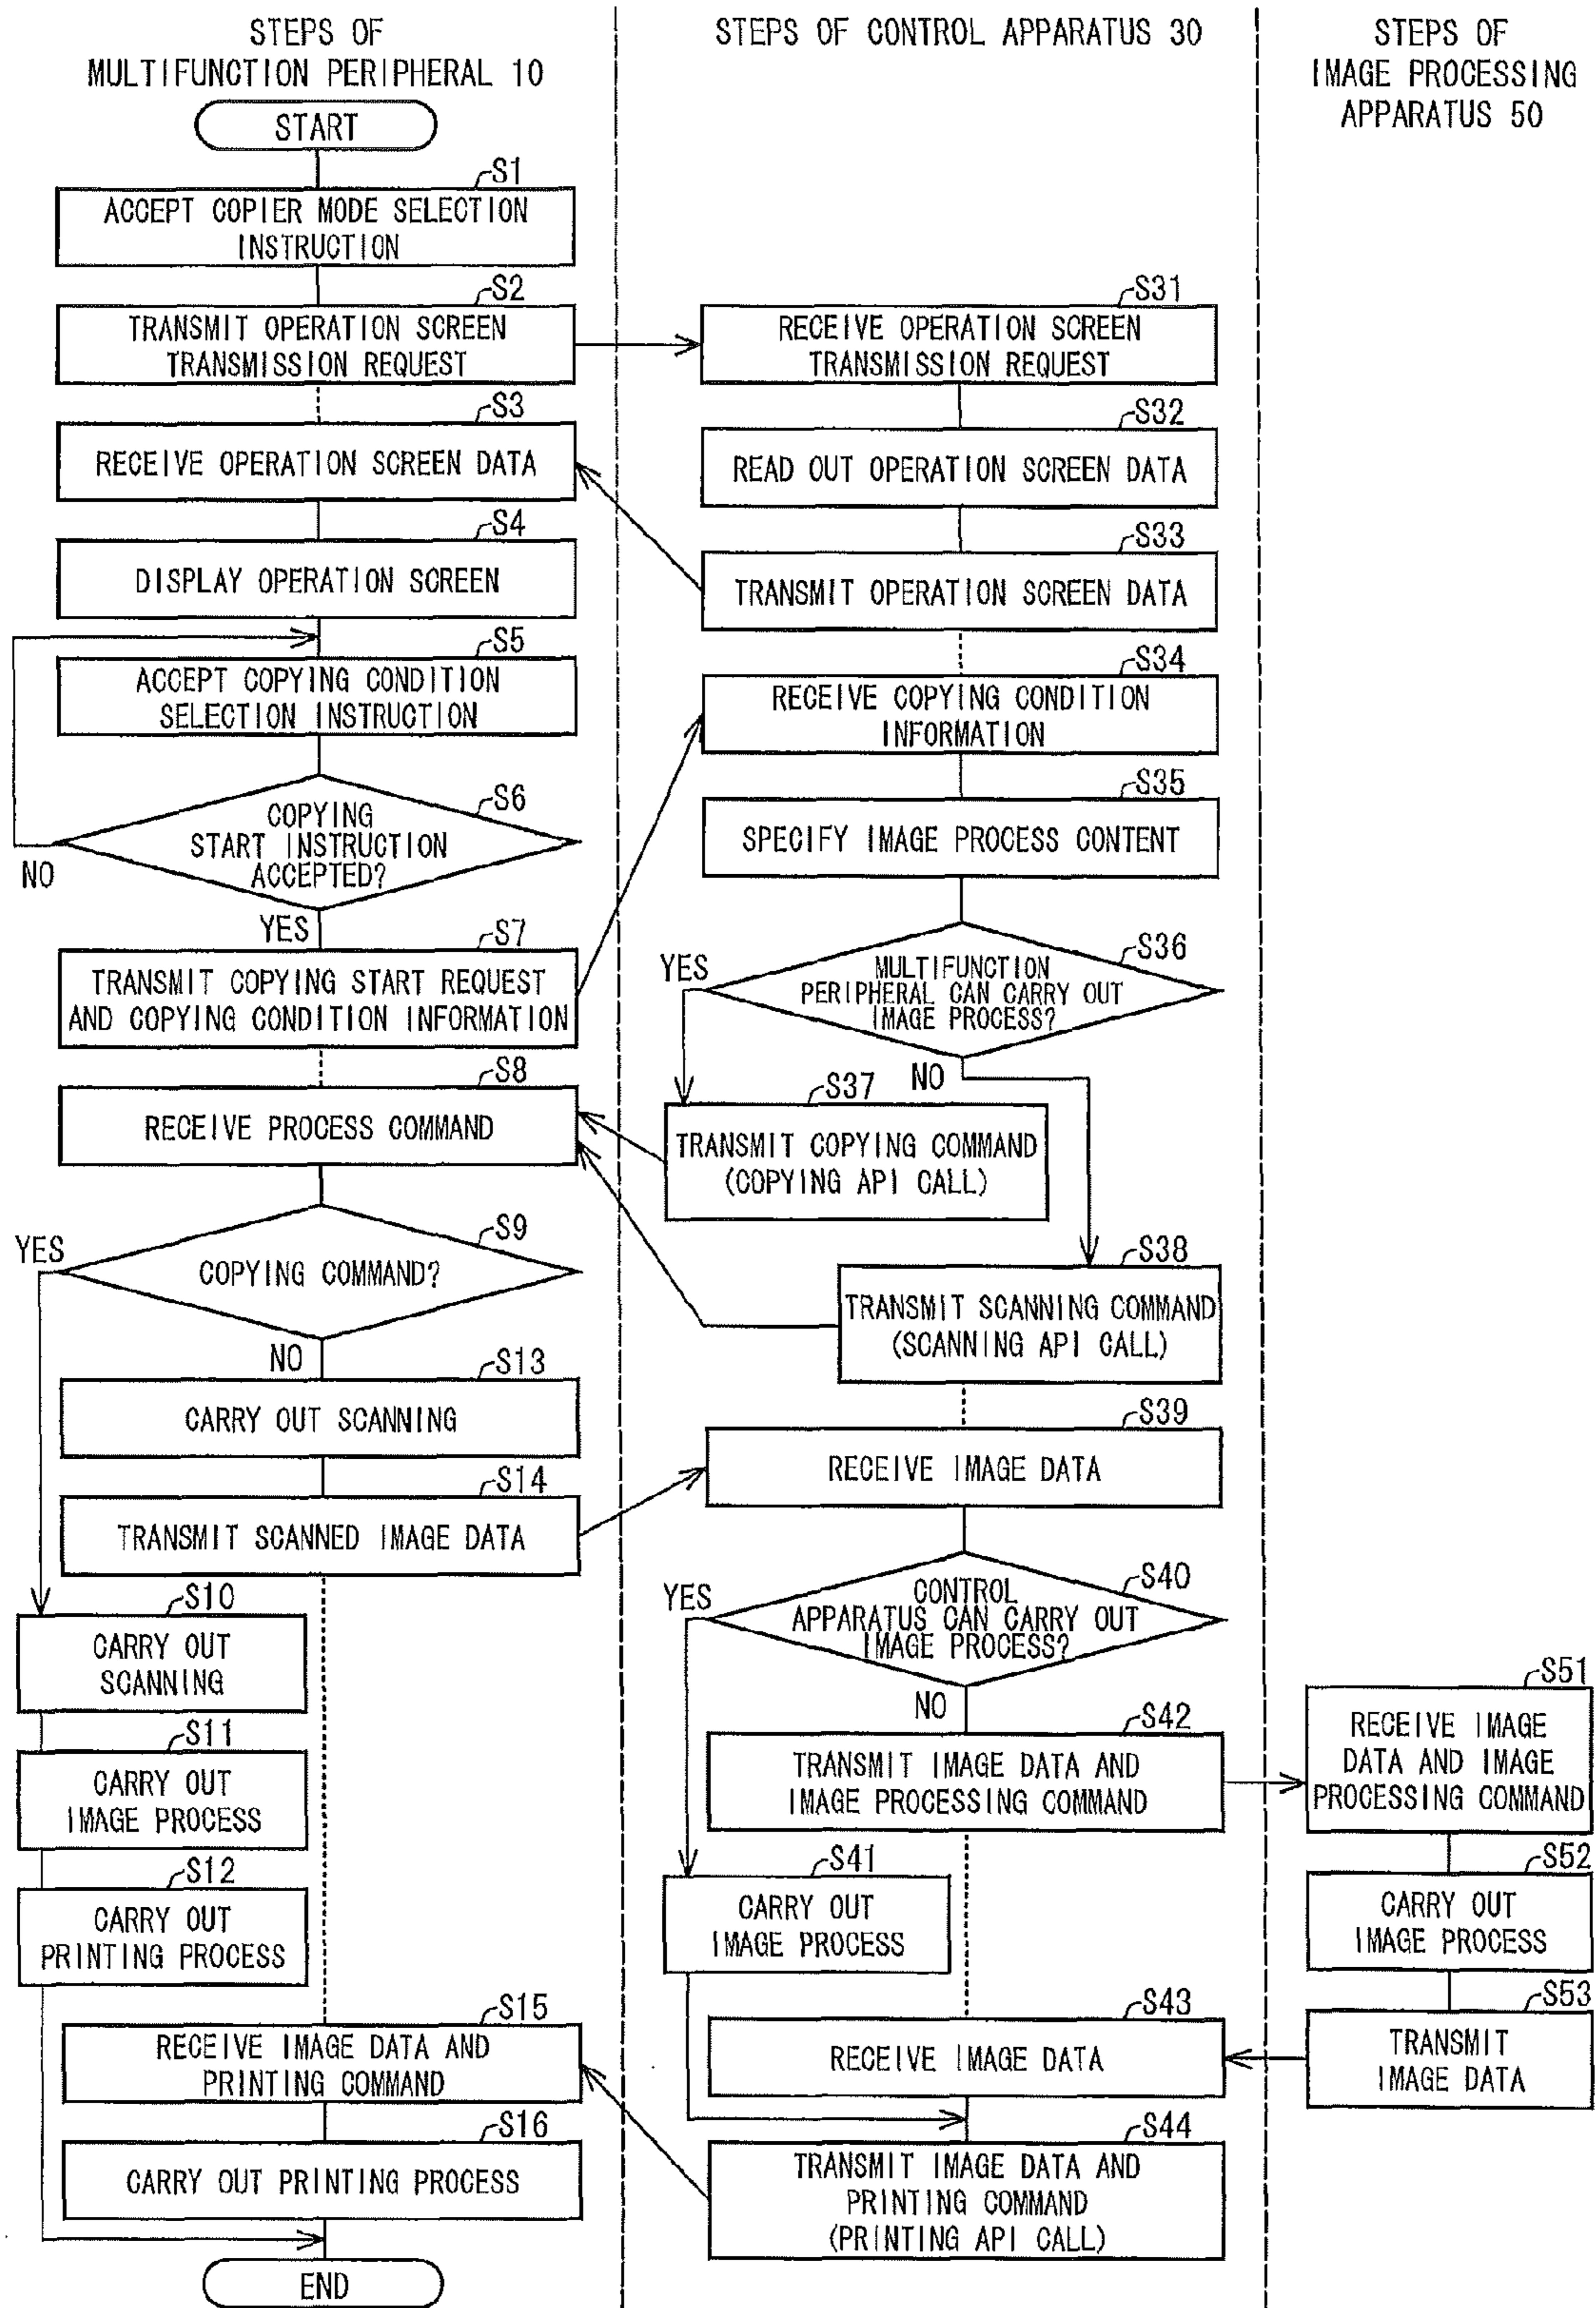 STEPS OF
MULTIFUNCTION PERIPHERAL 10
START
S1
ACCEPT COPIER MODE SELECTION
INSTRUCTION
S2
TRANSMIT OPERATION SCREEN
TRANSMISSION REQUEST
S3
RECEIVE OPERATION SCREEN DATA
S4
DISPLAY OPERATION SCREEN
S5
ACCEPT COPYING CONDITION
SELECTION INSTRUCTION
S6
COPYING
START INSTRUCTION
ACCEPTED?
NO
YES
S7
TRANSMIT COPYING START REQUEST
AND COPYING CONDITION INFORMATION
S8
RECEIVE PROCESS COMMAND
S9
YES
COPYING COMMAND?
NO
S13
CARRY OUT SCANNING
S14
TRANSMIT SCANNED IMAGE DATA
S10
CARRY OUT
SCANNING
S11
CARRY OUT
IMAGE PROCESS
S12
CARRY OUT
PRINTING PROCESS
S15
RECEIVE IMAGE DATA AND
PRINTING COMMAND
S16
CARRY OUT PRINTING PROCESS
END
STEPS OF CONTROL APPARATUS 30
S31
RECEIVE OPERATION SCREEN
TRANSMISSION REQUEST
S32
READ OUT OPERATION SCREEN DATA
S33
TRANSMIT OPERATION SCREEN DATA
S34
RECEIVE COPYING CONDITION
INFORMATION
S35
SPECIFY IMAGE PROCESS CONTENT
S36
YES
MULTIFUNCTION
PERIPHERAL CAN CARRY OUT
IMAGE PROCESS?
NO
S37
TRANSMIT COPYING COMMAND
(COPYING API CALL)
S38
TRANSMIT SCANNING COMMAND
(SCANNING API CALL)
S39
RECEIVE IMAGE DATA
S40
YES
CONTROL
APPARATUS CAN CARRY OUT
IMAGE PROCESS?
NO
S42
TRANSMIT IMAGE DATA AND
IMAGE PROCESSING COMMAND
S41
CARRY OUT
IMAGE PROCESS
S43
RECEIVE IMAGE DATA
S44
TRANSMIT IMAGE DATA AND
PRINTING COMMAND
(PRINTING API CALL)
STEPS OF
IMAGE PROCESSING
APPARATUS 50
S51
RECEIVE IMAGE
DATA AND IMAGE
PROCESSING COMMAND
S52
CARRY OUT
IMAGE PROCESS
S53
TRANSMIT
IMAGE DATA